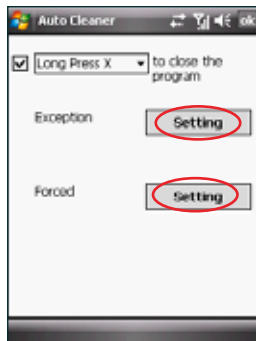 Auto Cleaner ok
Long Press X to close the
program
Exception Setting
Forced Setting